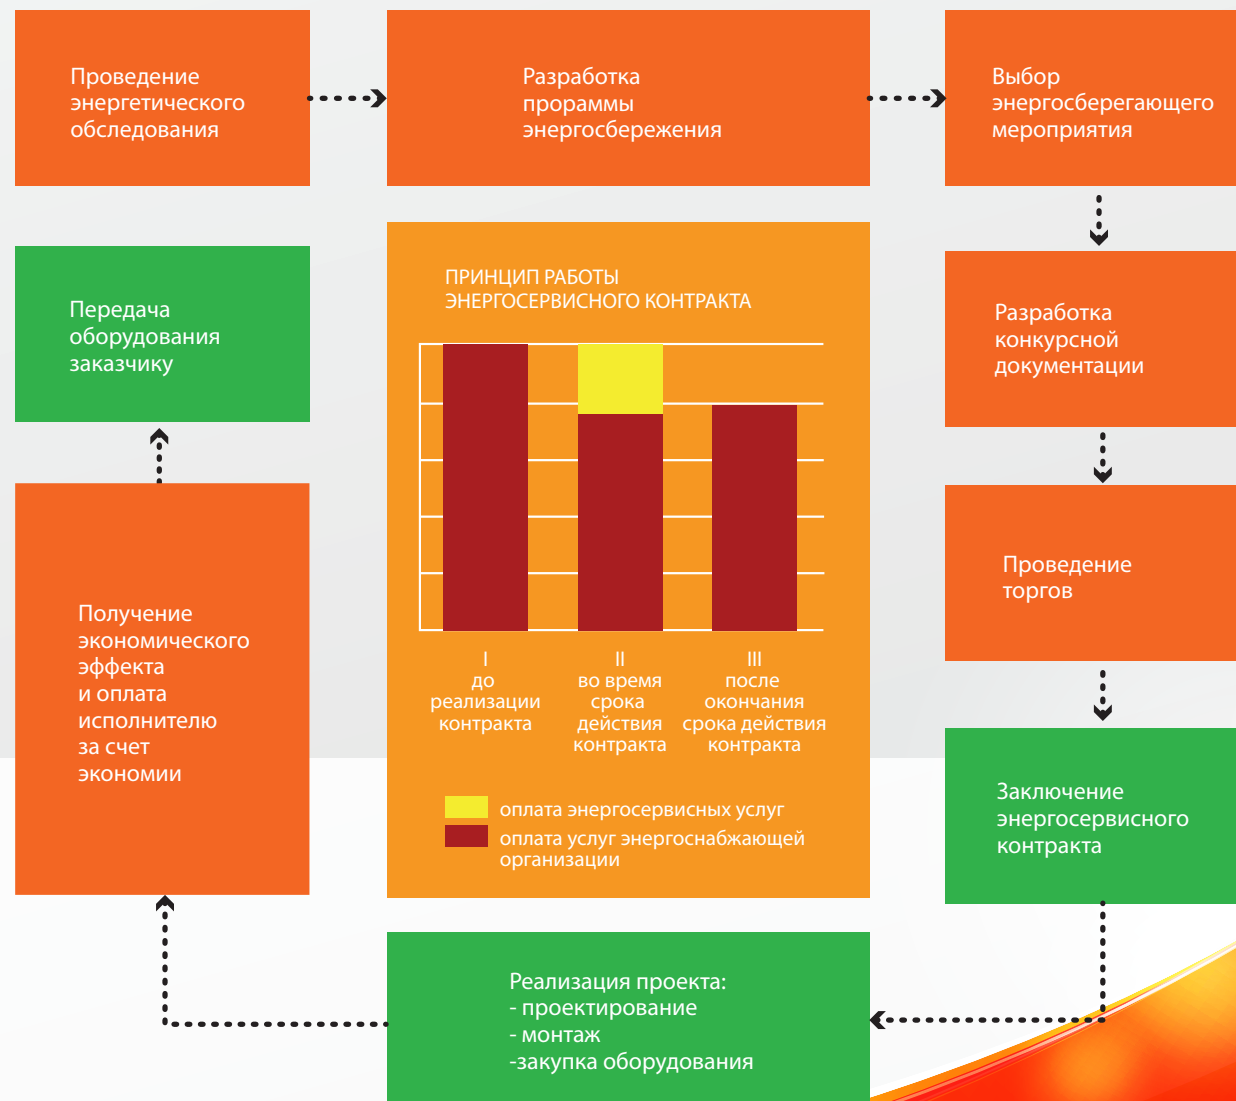 Проведение
энергетического
обследования
Разработка
прораммы
энергосбережения
Выбор
энергосберегающего
мероприятия
Разработка
конкурсной
документации
Проведение
торгов
Заключение
энергосервисного
контракта
Реализация проекта:
- проектирование
- монтаж
-закупка оборудования
Получение
экономического
эффекта
и оплата
исполнителю
за счет
экономии
Передача
оборудования
заказчику
ПРИНЦИП РАБОТЫ
ЭНЕРГОСЕРВИСНОГО КОНТРАКТА
I
до
реализации
контракта
II
во время
срока
действия
контракта
III
после
окончания
срока действия
контракта
оплата энергосервисных услуг
оплата услуг энергоснабжающей
организации